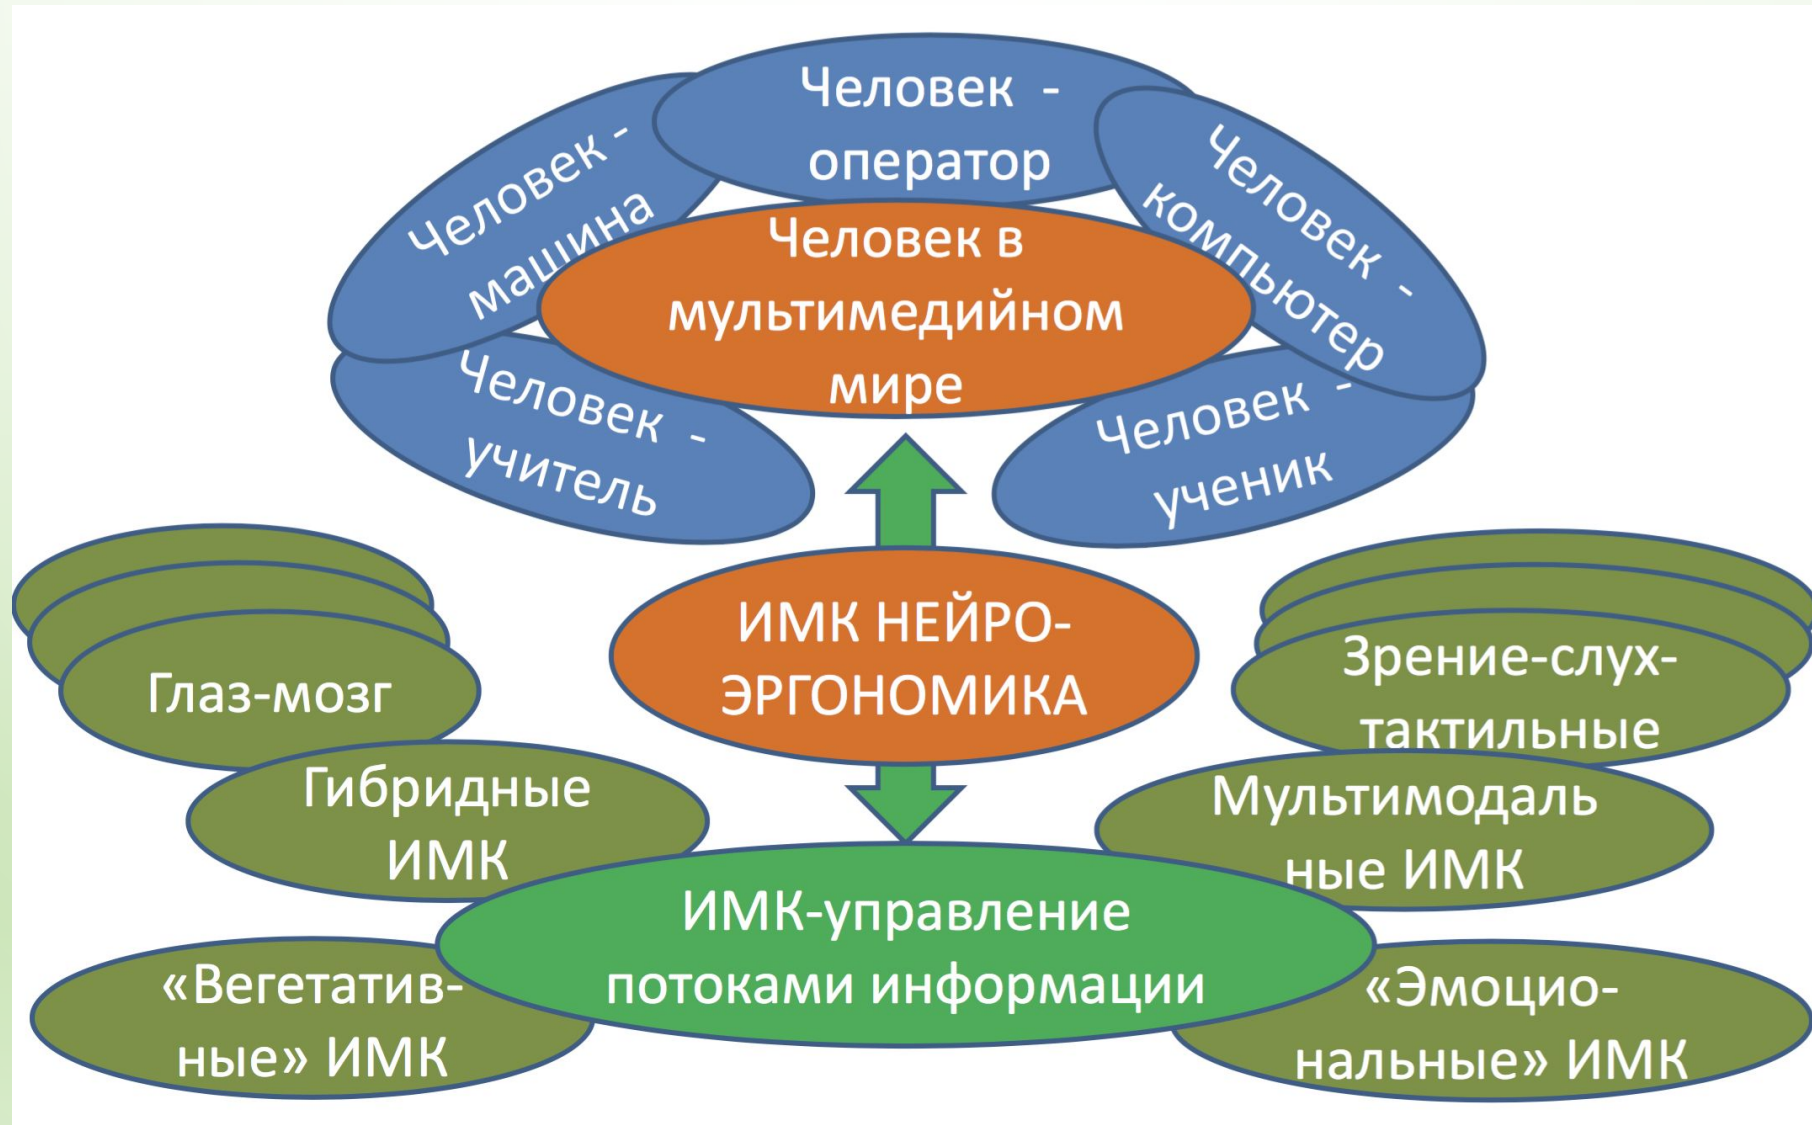 Человек -
оператор
Человек -
машина
Человек -
компьютер
Человек в
мультимедийном
мире
Человек -
учитель
Человек -
ученик
ИМК НЕЙРО-
ЭРГОНОМИКА
Глаз-мозг
Зрение-слух-
тактильные
Гибридные
ИМК
Мультимодаль
ные ИМК
ИМК-управление
потоками информации
«Вегетатив-
ные» ИМК
«Эмоцио-
нальные» ИМК